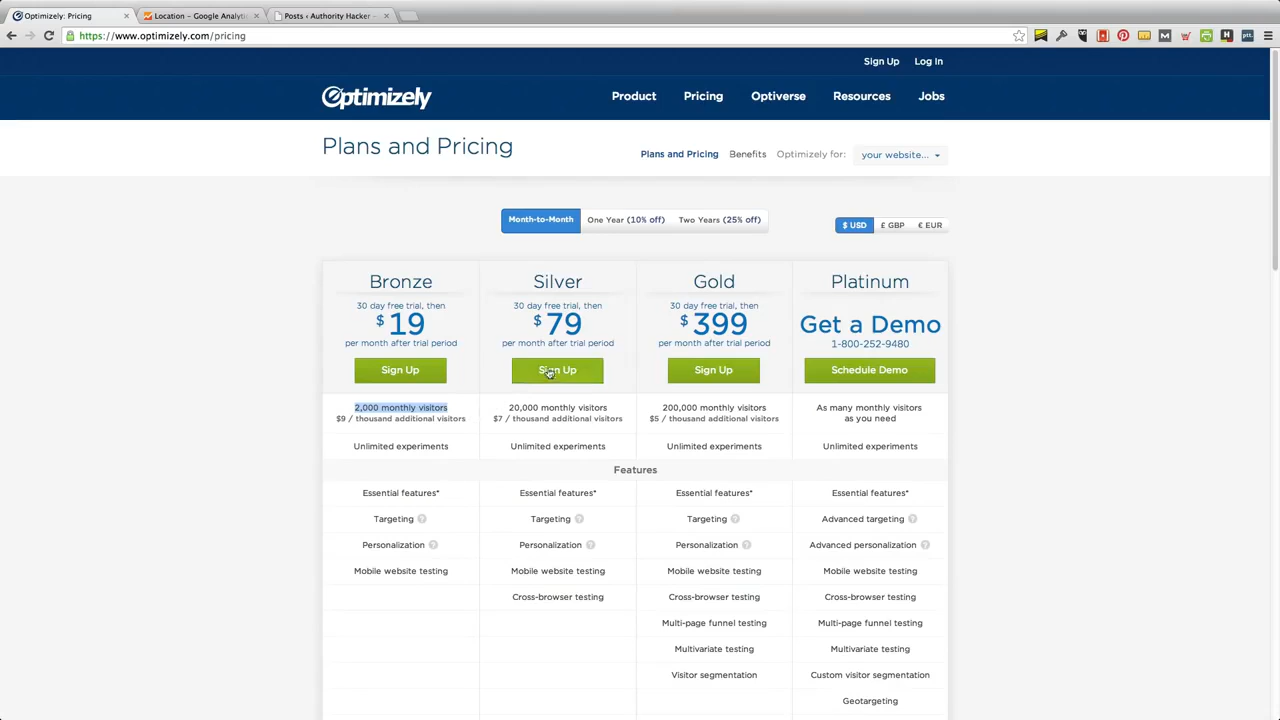 Optimizely: Pricing
Location – Google Analytic
Posts ‹ Authority Hacker –
https://www.optimizely.com/pricing
Sign Up Log In
Optimizely
Product Pricing Optiverse Resources Jobs
Plans and Pricing
Plans and Pricing Benefits Optimizely for: your website...
Month-to-Month One Year (10% off) Two Years (25% off)
$ USD £ GBP € EUR
Bronze Silver Gold Platinum
30 day free trial, then 30 day free trial, then 30 day free trial, then
$ 19 $ 79 $ 399 Get a Demo
per month after trial period per month after trial period per month after trial period 1-800-252-9480
Sign Up Sign Up Sign Up Schedule Demo
2,000 monthly visitors 20,000 monthly visitors 200,000 monthly visitors As many monthly visitors
$9 / thousand additional visitors $7 / thousand additional visitors $5 / thousand additional visitors as you need
Unlimited experiments Unlimited experiments Unlimited experiments Unlimited experiments
Features
Essential features* Essential features* Essential features* Essential features*
Targeting ? Targeting ? Targeting ? Advanced targeting ?
Personalization ? Personalization ? Personalization ? Advanced personalization ?
Mobile website testing Mobile website testing Mobile website testing Mobile website testing
Cross-browser testing Cross-browser testing Cross-browser testing
Multi-page funnel testing Multi-page funnel testing
Multivariate testing Multivariate testing
Visitor segmentation Custom visitor segmentation
Geotargeting